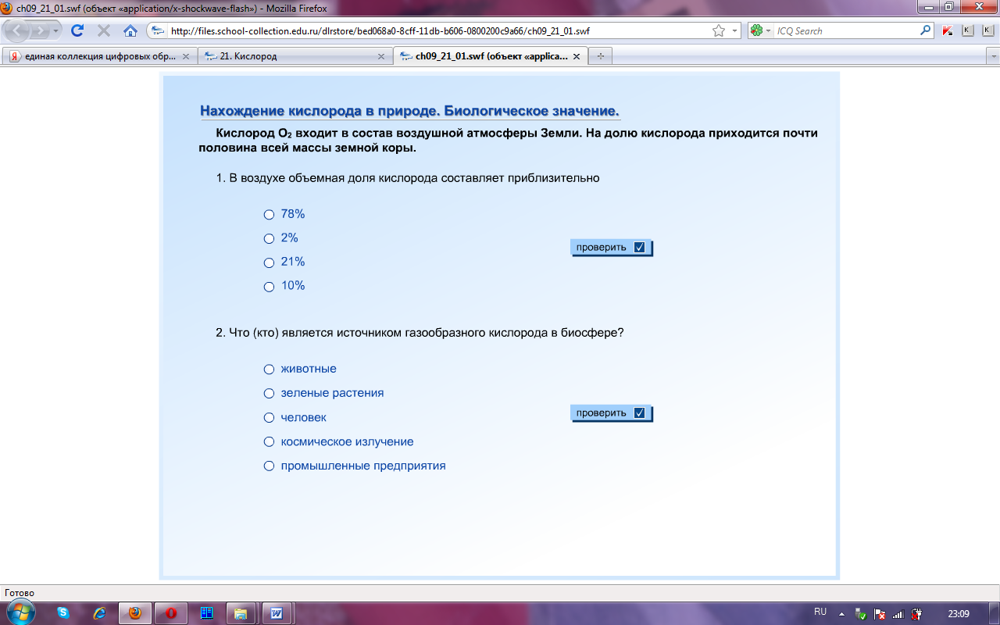 ch09_21_01.swf (объект «application/x-shockwave-flash») - Mozilla Firefox
http://files.school-collection.edu.ru/dlrstore/bed068a0-8cff-11db-b606-0800200c9a66/ch09_21_01.swf
ICQ Search
единая коллекция цифровых обр...
21. Кислород
ch09_21_01.swf (объект «applica...
Нахождение кислорода в природе. Биологическое значение.
Кислород O₂ входит в состав воздушной атмосферы Земли. На долю кислорода приходится почти
половина всей массы земной коры.
1. В воздухе объемная доля кислорода составляет приблизительно
78%
2%
21%
10%
проверить
2. Что (кто) является источником газообразного кислорода в биосфере?
животные
зеленые растения
человек
космическое излучение
промышленные предприятия
проверить
Готово
RU
23:09